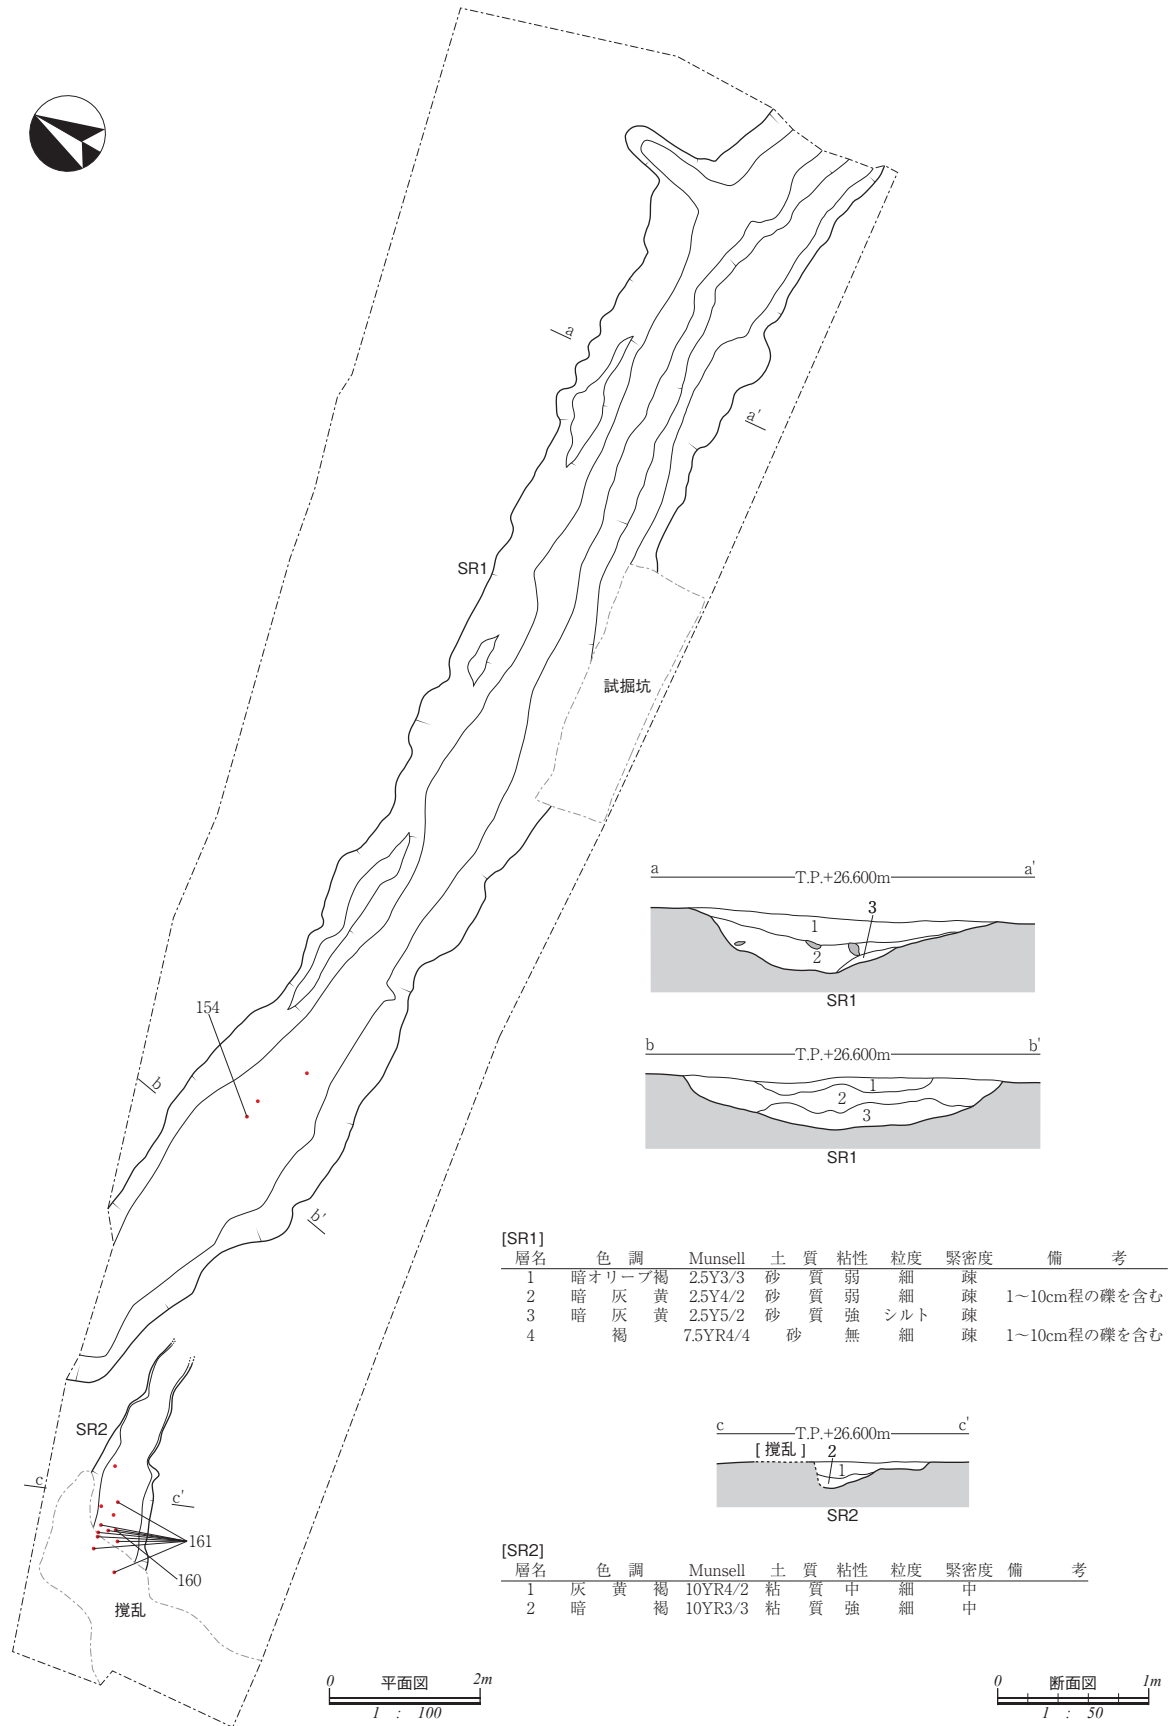 a
a'
SR1
試掘坑
a
a'
T.P.+26.600m
3
1
2
SR1
154
b
b'
T.P.+26.600m
1
2
3
SR1
b
b'
[SR1]
層名 色 調 Munsell 土 質 粘性 粒度 緊密度 備 考
1 暗オリーブ褐 2.5Y3/3 砂 質 弱 細 疎
2 暗 灰 黄 2.5Y4/2 砂 質 弱 細 疎 1〜10cm程の礫を含む
3 暗 灰 黄 2.5Y5/2 砂 質 強 シルト 疎
4 褐 7.5YR4/4 砂 無 細 疎 1〜10cm程の礫を含む
SR2
c
c'
161
160
撹乱
c
c'
T.P.+26.600m
[ 撹乱 ]
2
1
SR2
[SR2]
層名 色 調 Munsell 土 質 粘性 粒度 緊密度 備 考
1 灰 黄 褐 10YR4/2 粘 質 中 細 中
2 暗 褐 10YR3/3 粘 質 強 細 中
0 平面図 2m
1 : 100
0 断面図 1m
1 : 50